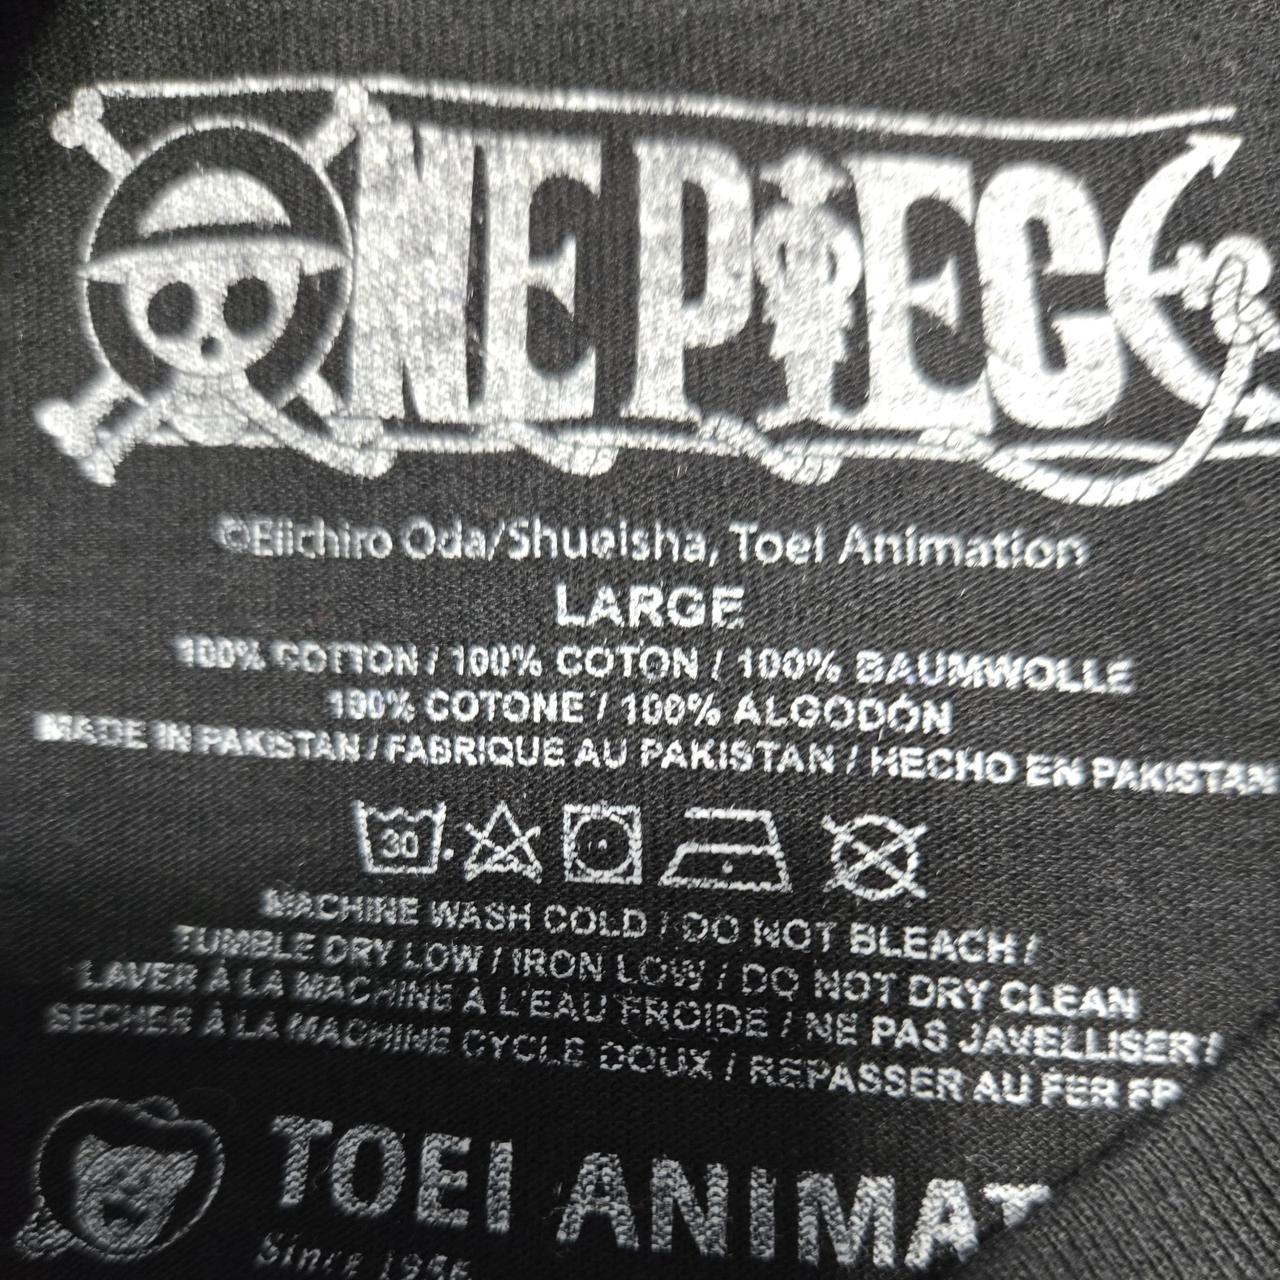 ONE PIECE
©Eiichiro Oda/Shueisha, Toei Animation
LARGE
100% COTTON / 100% COTON / 100% BAUMWOLLE
100% COTONE / 100% ALGODÓN
MADE IN PAKISTAN / FABRIQUE AU PAKISTAN / HECHO EN PAKISTAN
30
MACHINE WASH COLD / DO NOT BLEACH /
TUMBLE DRY LOW / IRON LOW / DO NOT DRY CLEAN
LAVER À LA MACHINE À L'EAU FROIDE / NE PAS JAVELLISER /
SECHER À LA MACHINE CYCLE DOUX / REPASSER AU FER
TOEI ANIMAT
Since 1956